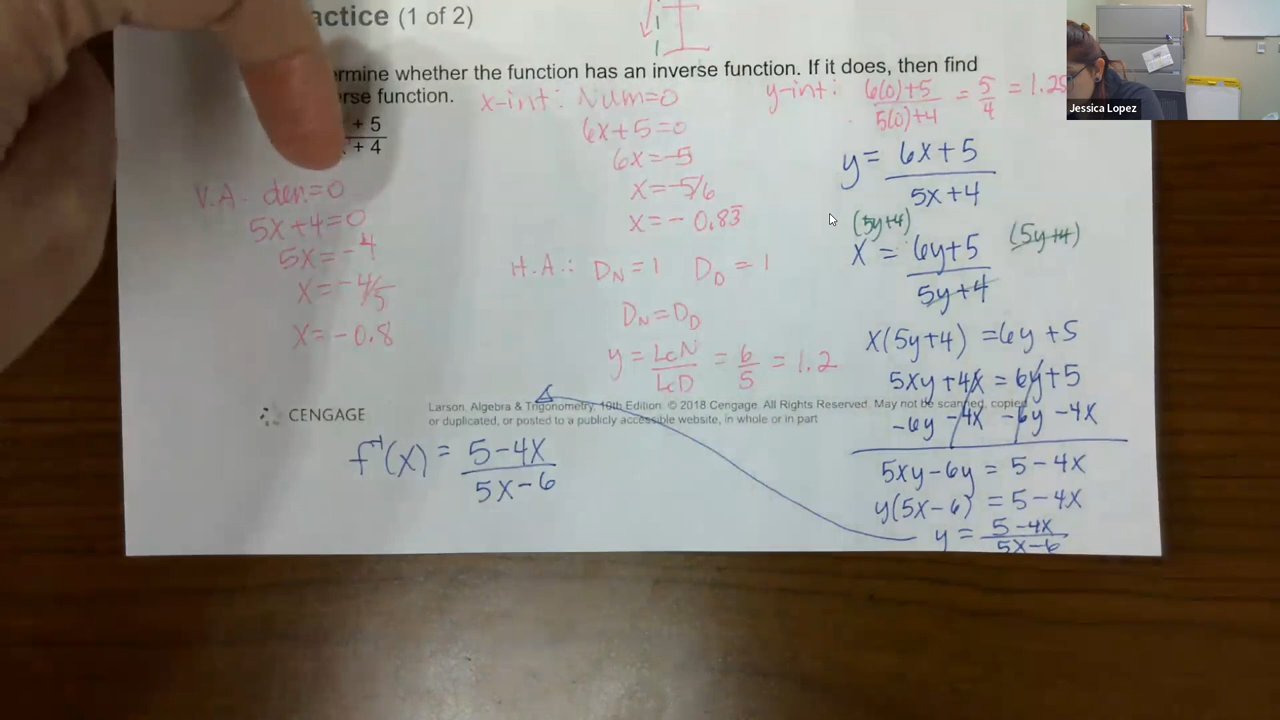 actice (1 of 2)
rmine whether the function has an inverse function. If it does, then find
rse function.
+ 5
+ 4
V.A. den=0
5x+4=0
5x=-4
x=-4/5
x=-0.8
x-int: Num=0
6x+5=0
6x=-5
x=-5/6
x=-0.83̅
H.A.: D_N=1 D_D=1
D_N=D_D
y=LcN/LcD=6/5=1.2
y-int: 6(0)+5/5(0)+4=5/4=1.25
Jessica Lopez
y=6x+5/5x+4
(5y+4) x=6y+5/5y+4 (5y+4)
x(5y+4)=6y+5
5xy+4x=6y+5
-6y -4x -6y -4x
5xy-6y=5-4x
y(5x-6)=5-4x
y=5-4x/5x-6
CENGAGE
Larson, Algebra & Trigonometry, 10th Edition. © 2018 Cengage. All Rights Reserved. May not be scanned, copied
or duplicated, or posted to a publicly accessible website, in whole or in part
f⁻¹(x)=5-4x/5x-6